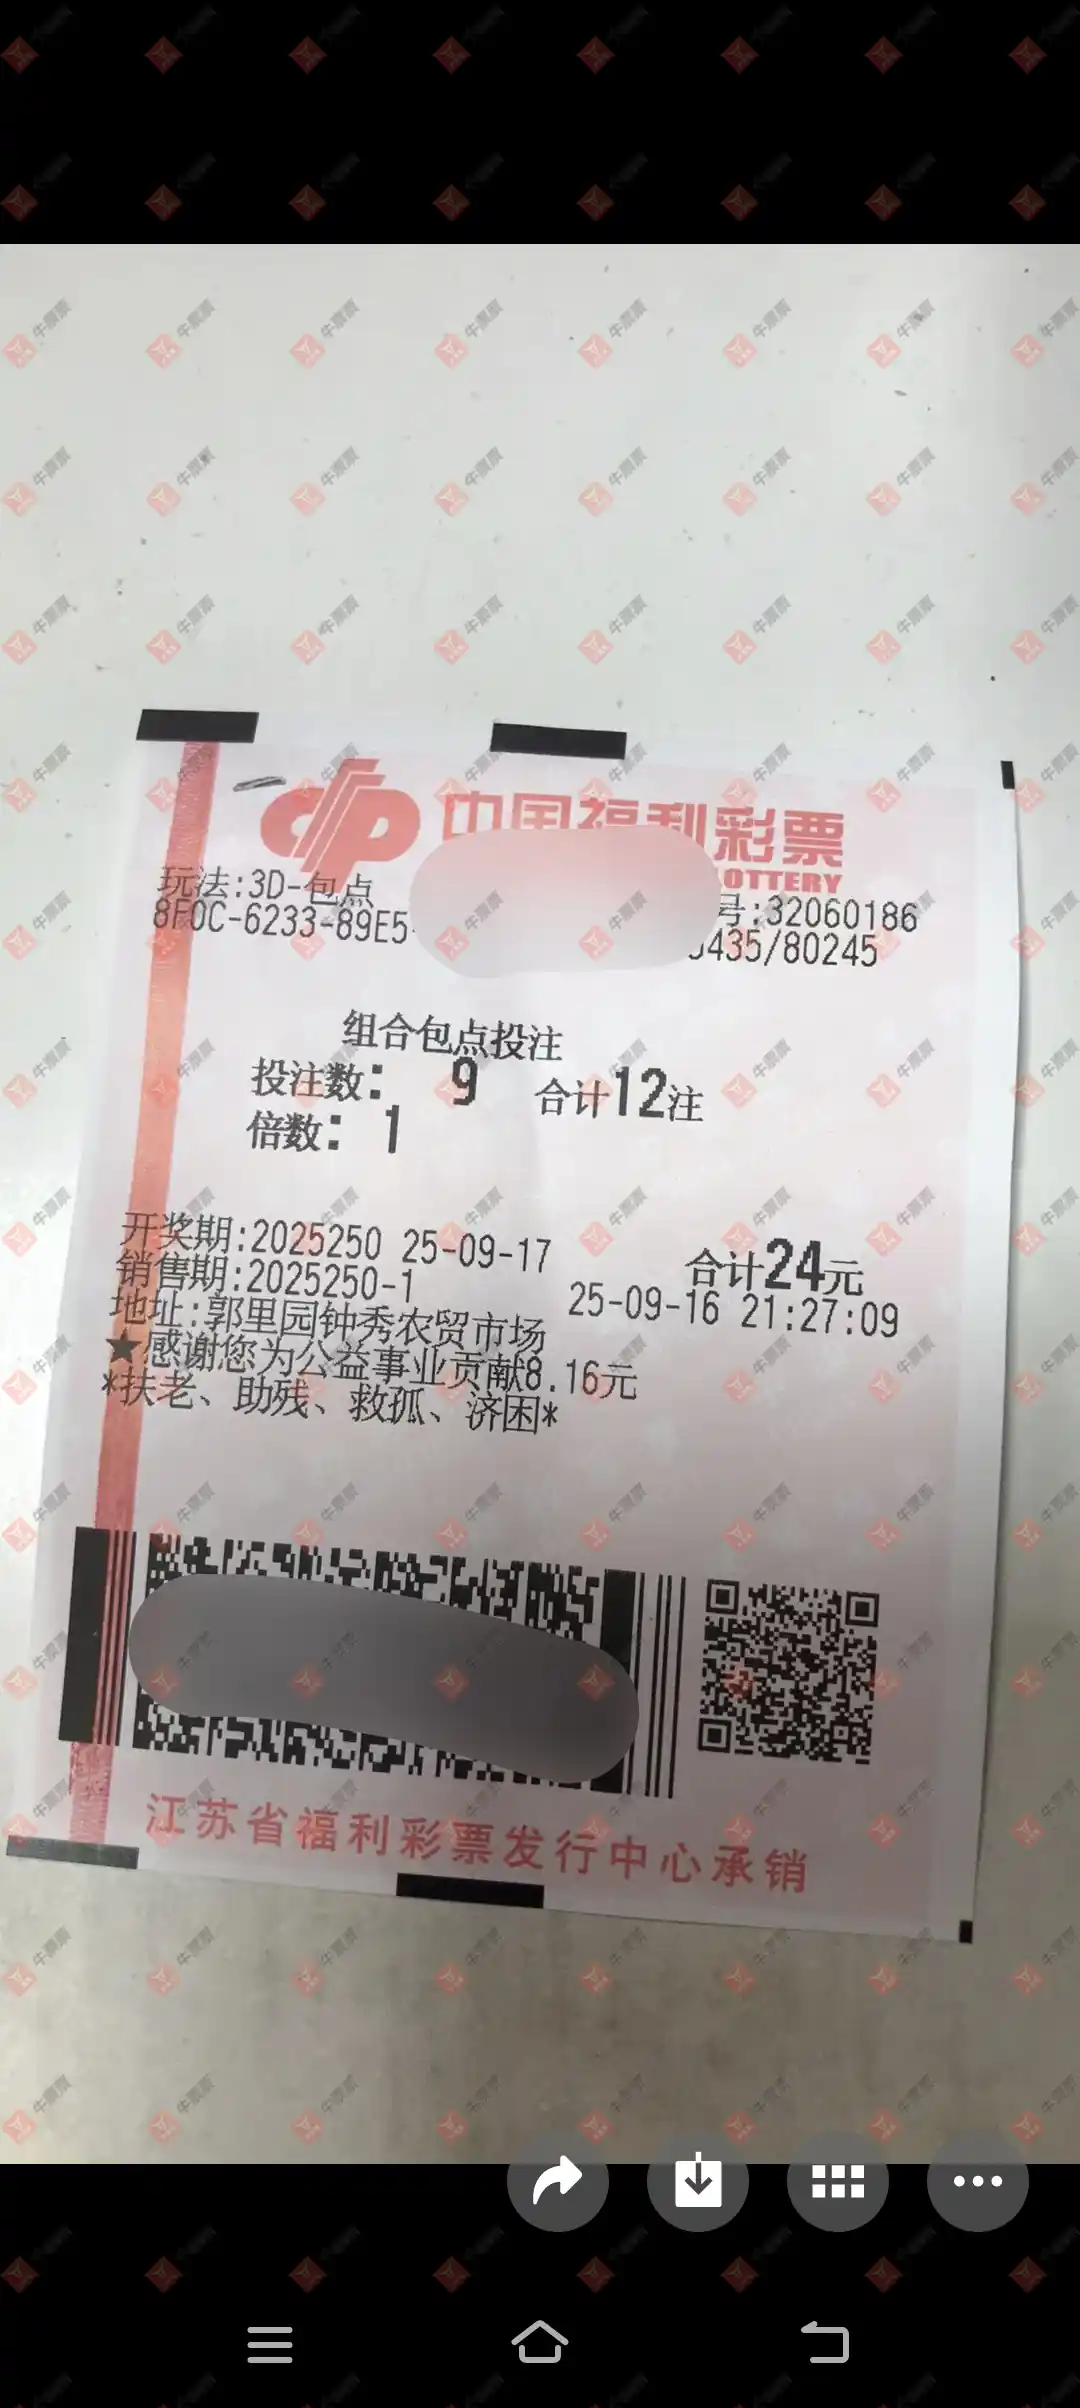 中国福利彩票
LOTTERY
玩法:3D-包点
号:32060186
8F0C-6233-89E5-
0435/80245
组合包点投注
投注数: 9 合计12注
倍数: 1
开奖期:2025250 25-09-17
合计24元
销售期:2025250-1
25-09-16 21:27:09
地址:郭里园钟秀农贸市场
★感谢您为公益事业贡献8.16元
*扶老、助残、救孤、济困*
江苏省福利彩票发行中心承销
牛票票